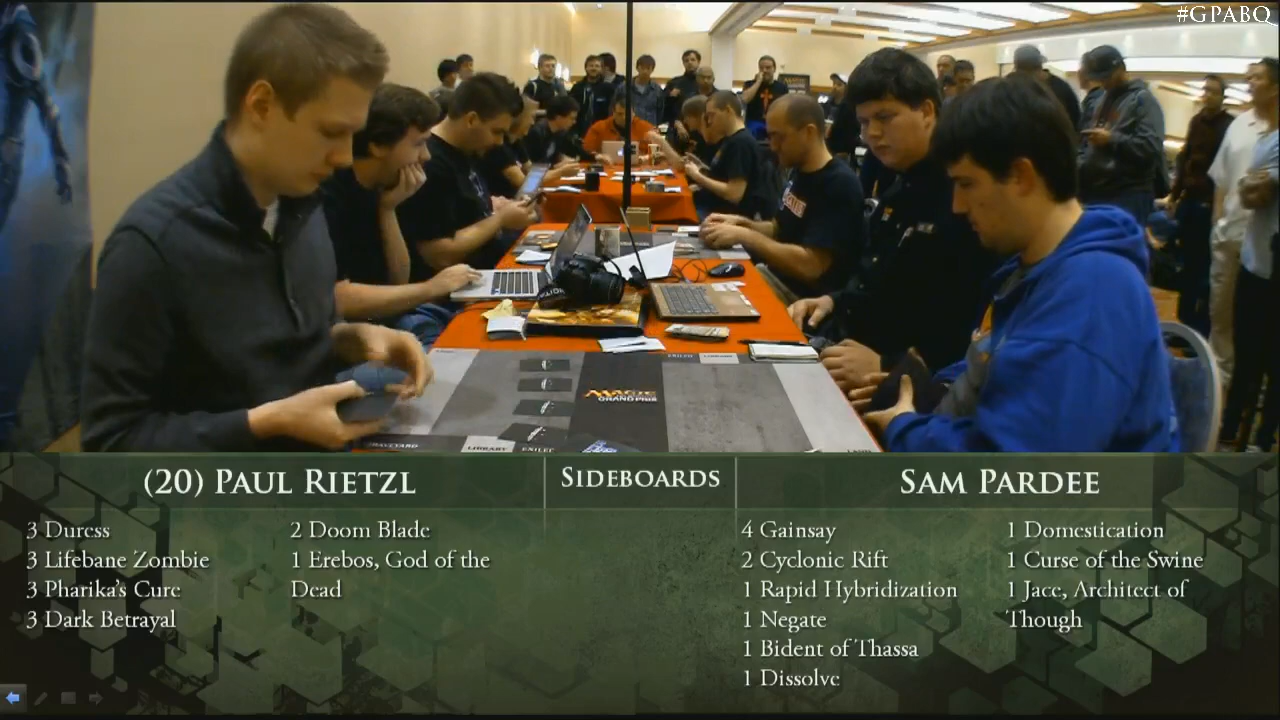 #GPABQ
MAGIC
GRAND PRIX
LIBRARY
EXILED
(20) PAUL RIETZL
SIDEBOARDS
SAM PARDEE
3 Duress
3 Lifebane Zombie
3 Pharika's Cure
3 Dark Betrayal
2 Doom Blade
1 Erebos, God of the
Dead
4 Gainsay
2 Cyclonic Rift
1 Rapid Hybridization
1 Negate
1 Bident of Thassa
1 Dissolve
1 Domestication
1 Curse of the Swine
1 Jace, Architect of
Though